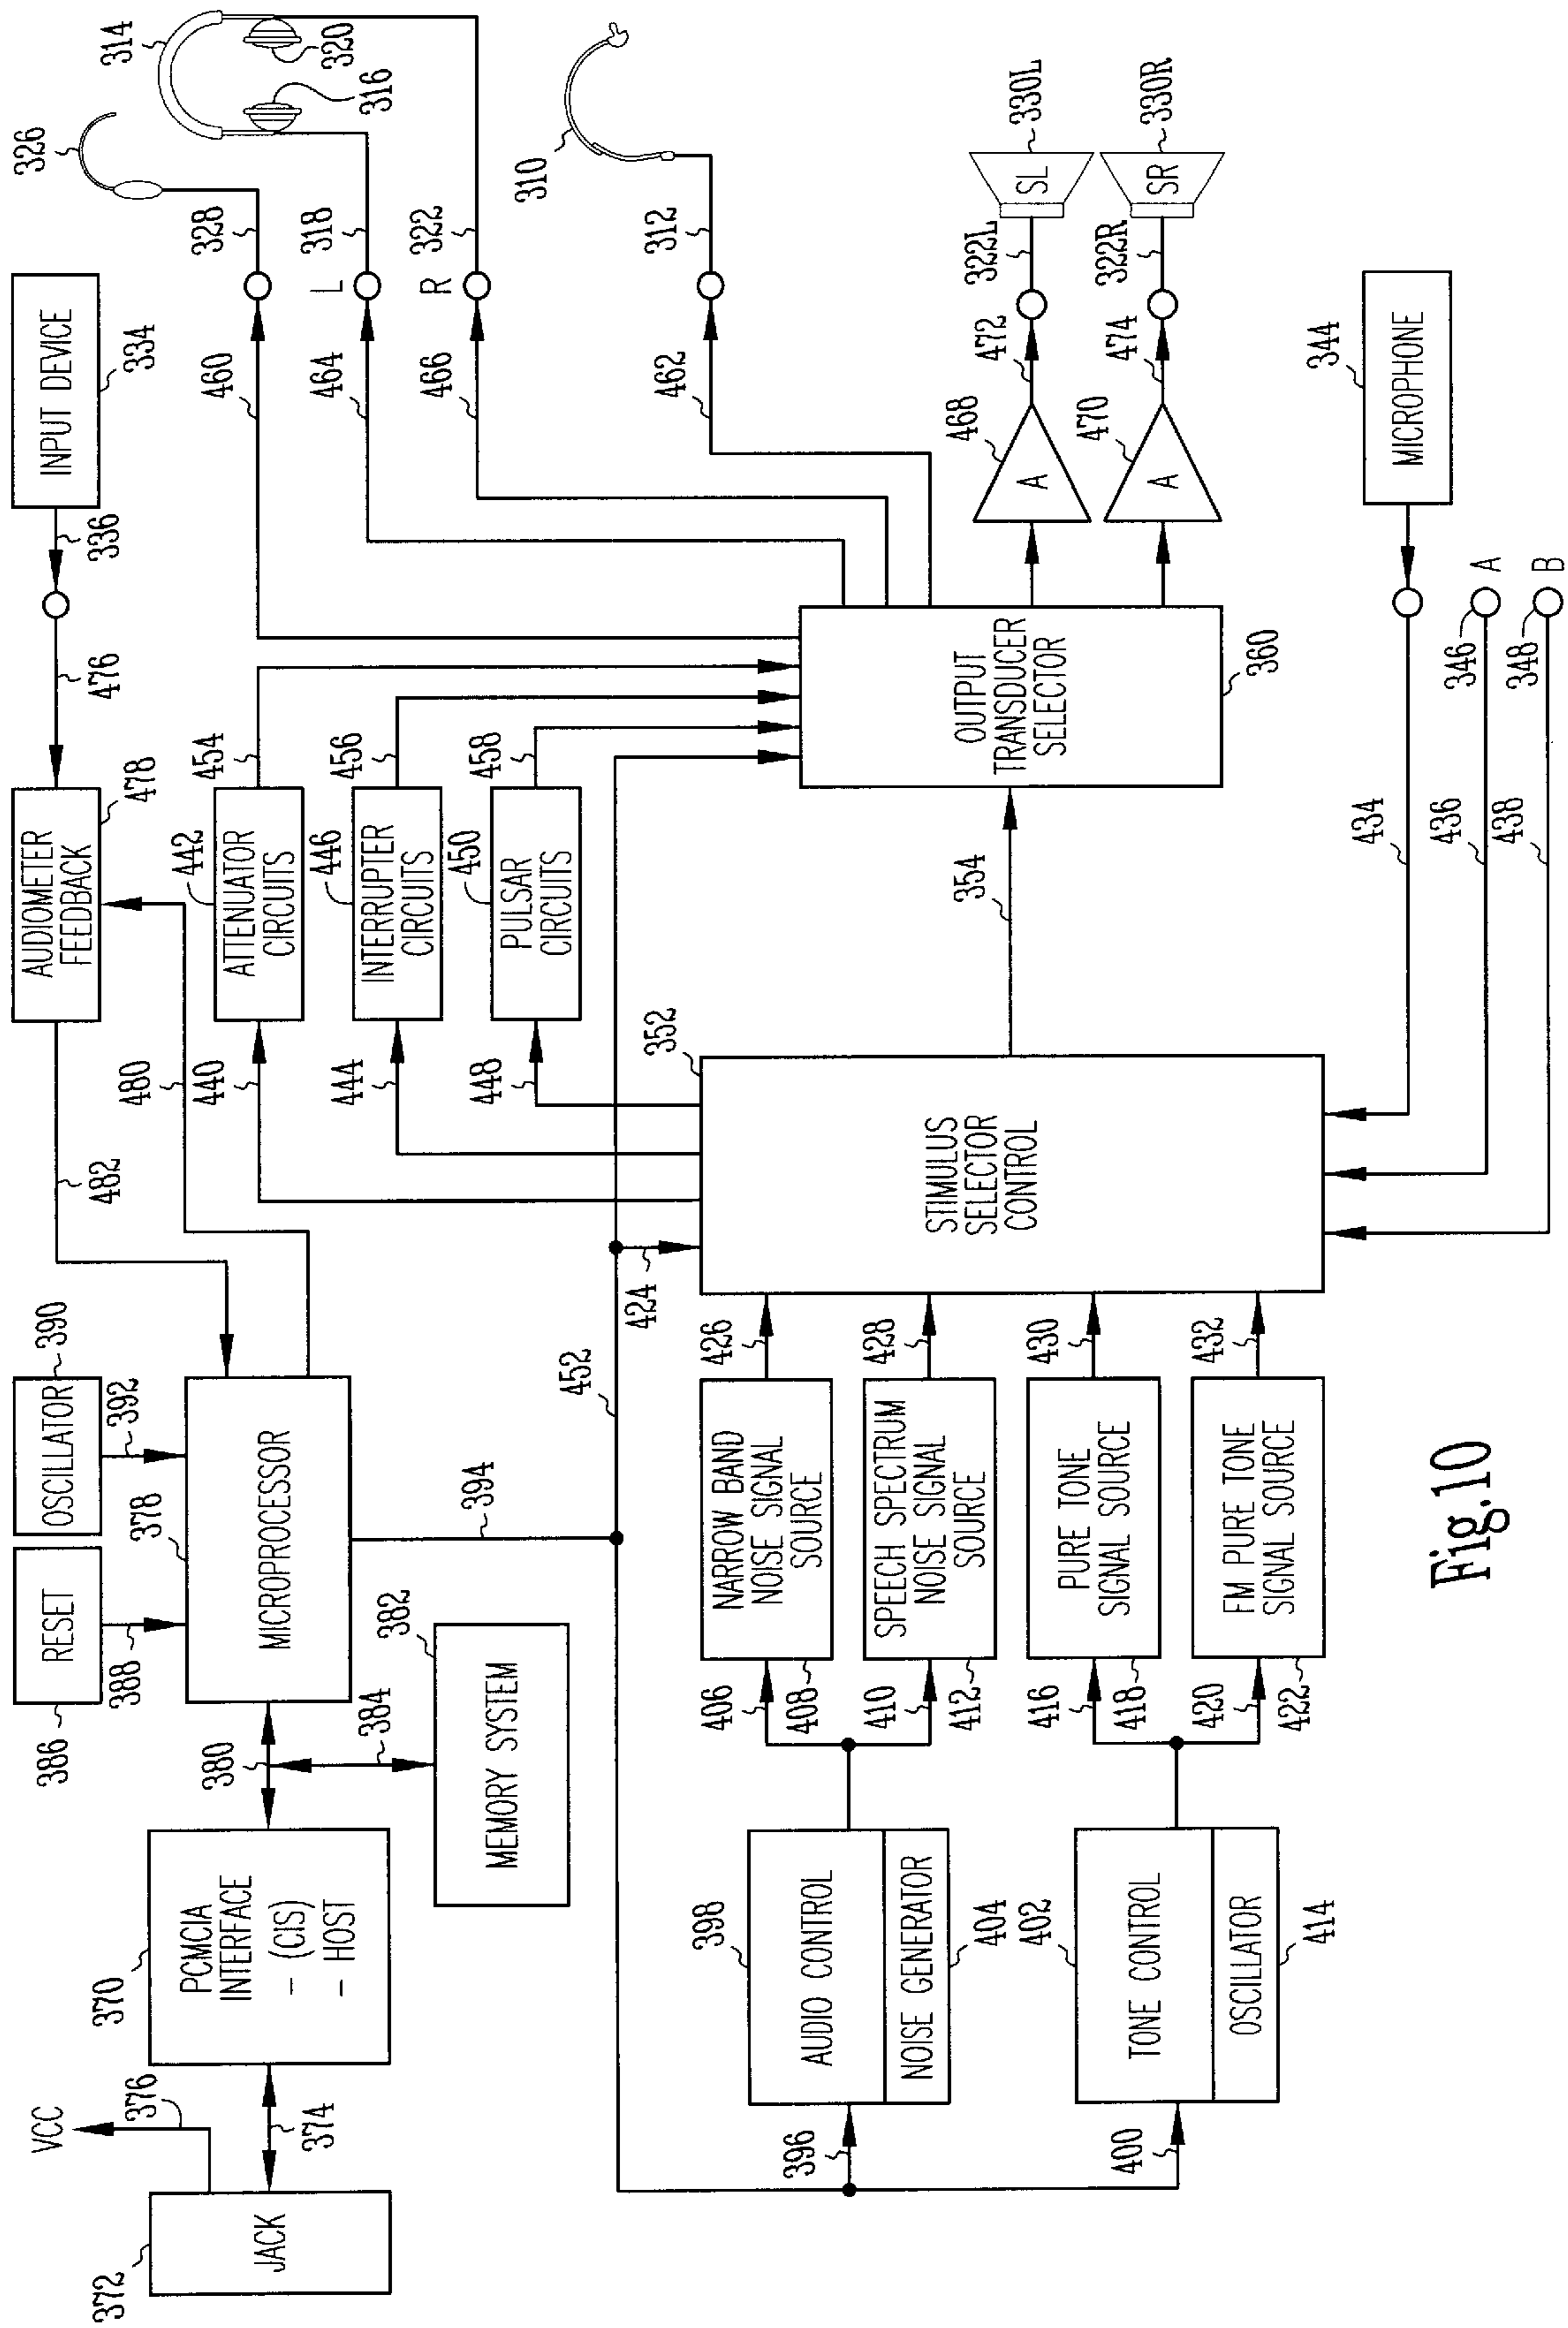 326
314
320
316
310
INPUT DEVICE
334
336
476
328
318
L
322
R
312
460
464
466
462
322L
322R
SL
330L
SR
330R
472
474
468
470
A
A
344
MICROPHONE
AUDIOMETER
FEEDBACK
478
480
482
442
ATTENUATOR
CIRCUITS
454
440
446
INTERRUPTER
CIRCUITS
456
444
450
PULSAR
CIRCUITS
458
448
OUTPUT
TRANSDUCER
SELECTOR
360
354
352
STIMULUS
SELECTOR
CONTROL
434
346
A
436
348
B
438
424
390
OSCILLATOR
392
RESET
386
388
378
MICROPROCESSOR
394
452
380
384
382
MEMORY SYSTEM
370
PCMCIA
INTERFACE
- (CIS)
- HOST
VCC
376
374
372
JACK
426
NARROW BAND
NOISE SIGNAL
SOURCE
406
408
428
SPEECH SPECTRUM
NOISE SIGNAL
SOURCE
410
412
430
PURE TONE
SIGNAL SOURCE
416
418
432
FM PURE TONE
SIGNAL SOURCE
420
422
398
AUDIO CONTROL
NOISE GENERATOR
404
396
402
TONE CONTROL
OSCILLATOR
414
400
Fig.10